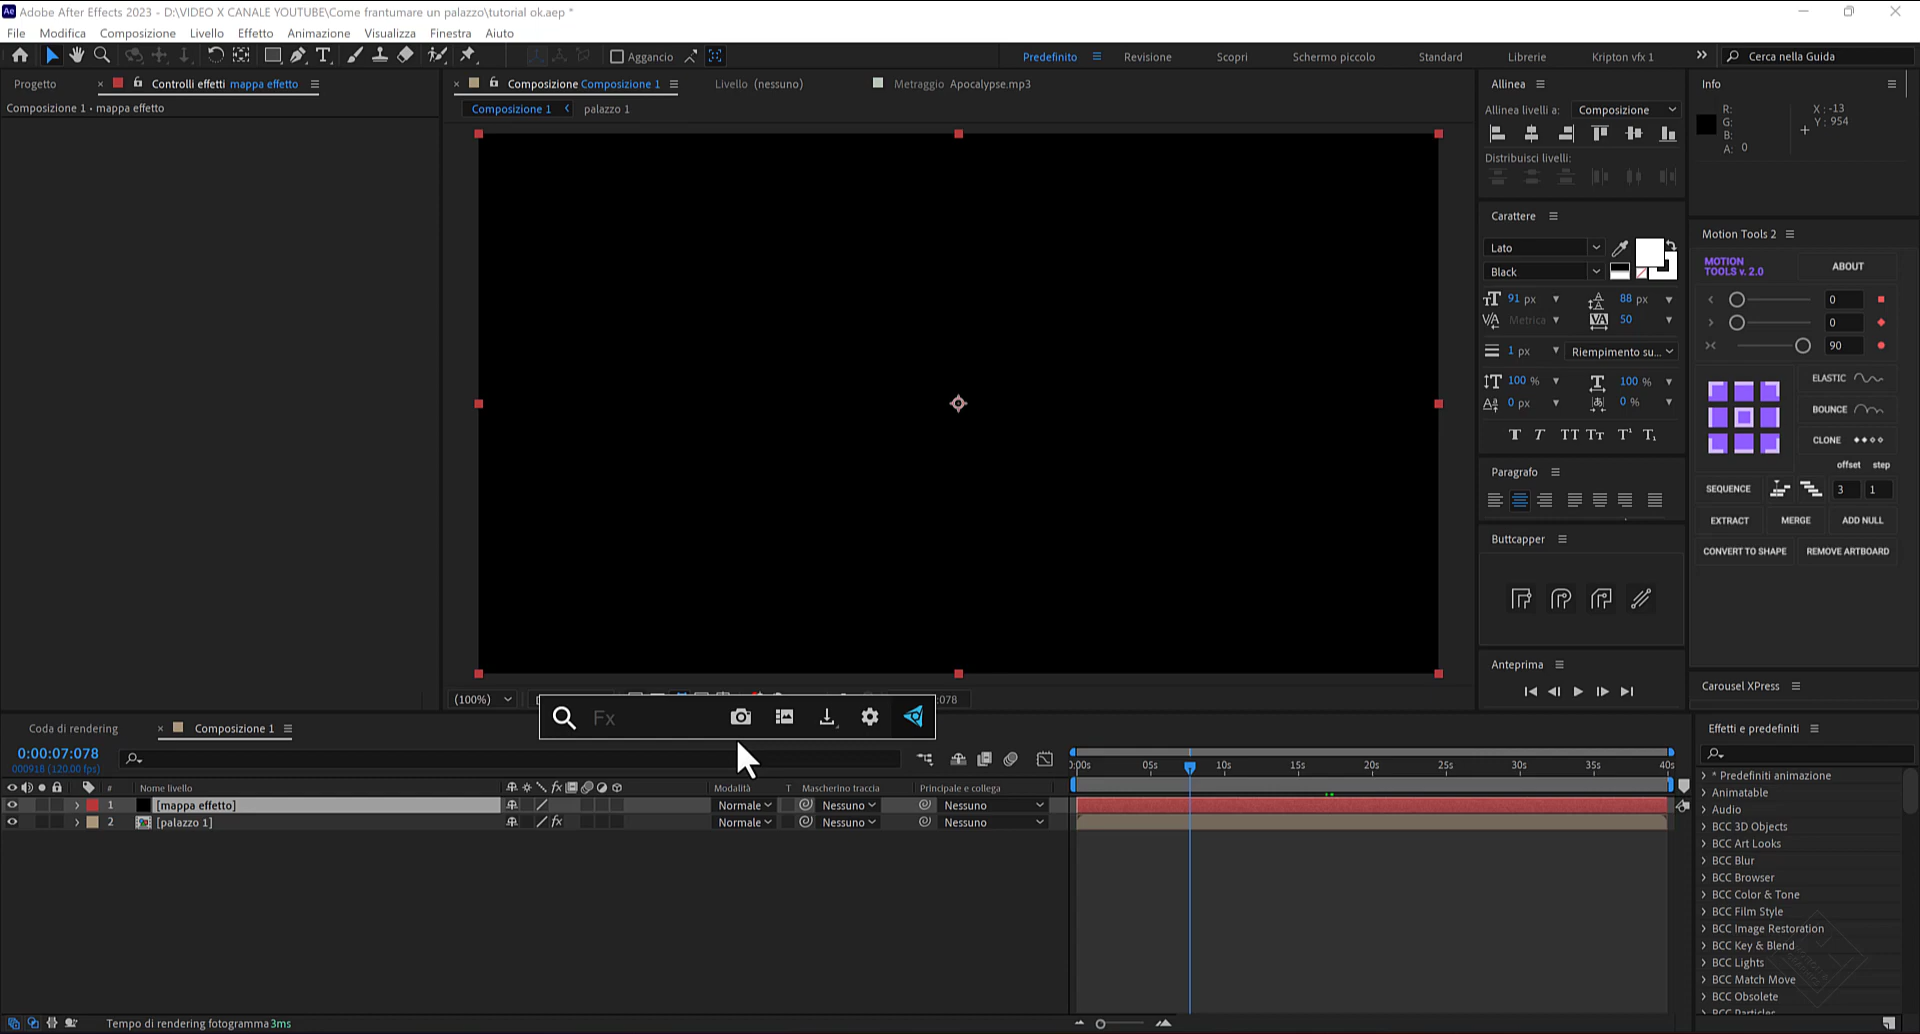 Ae Adobe After Effects 2023 - D:\VIDEO X CANALE YOUTUBE\Come frantumare un palazzo\tutorial ok.aep *
File Modifica Composizione Livello Effetto Animazione Visualizza Finestra Aiuto
Aggancio Predefinito Revisione Scopri Schermo piccolo Standard Librerie Kripton vfx 1 Cerca nella Guida
Progetto Controlli effetti mappa effetto Composizione Composizione 1 Livello (nessuno) Metraggio Apocalypse.mp3
Composizione 1 • mappa effetto
Composizione 1 palazzo 1
Allinea
Allinea livelli a: Composizione
Distribuisci livelli:
Info
R:
G:
B:
A: 0
X : -13
Y : 954
Carattere
Lato
Black
91 px 88 px
Metrica 50
1 px Riempimento su...
100 % 100 %
0 px 0 %
T T TT Tt T¹ T₁
Paragrafo
Buttcapper
Anteprima
Motion Tools 2
MOTION
TOOLS v. 2.0
ABOUT
0
0
90
ELASTIC
BOUNCE
CLONE
offset step
SEQUENCE 3 1
EXTRACT MERGE ADD NULL
CONVERT TO SHAPE REMOVE ARTBOARD
Carousel XPress
(100%) :078
Fx
Coda di rendering Composizione 1
0:00:07:078
000918 (120.00 fps)
# Nome livello Modalità T Mascherino traccia Principale e collega
1 [mappa effetto] Normale Nessuno Nessuno
2 [palazzo 1] fx Normale Nessuno Nessuno
0:00s 05s 10s 15s 20s 25s 30s 35s 40s
Effetti e predefiniti
* Predefiniti animazione
Animatable
Audio
BCC 3D Objects
BCC Art Looks
BCC Blur
BCC Browser
BCC Color & Tone
BCC Film Style
BCC Image Restoration
BCC Key & Blend
BCC Lights
BCC Match Move
BCC Obsolete
BCC Particles
Tempo di rendering fotogramma 3ms